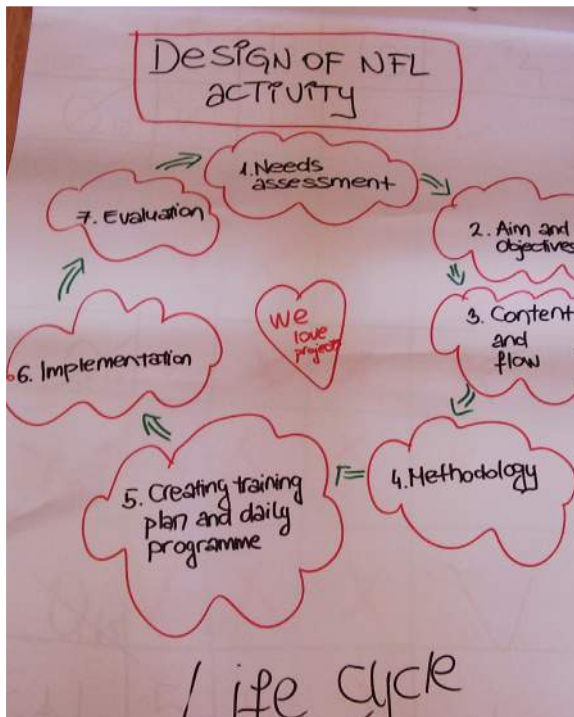 DESIGN OF NFL
ACTIVITY
1. Needs
assessment
2. Aim and
objectives
3. Content
and
flow
4. Methodology
5. Creating training
plan and daily
programme
6. Implementation
7. Evaluation
we
love
projects
Life Cycle